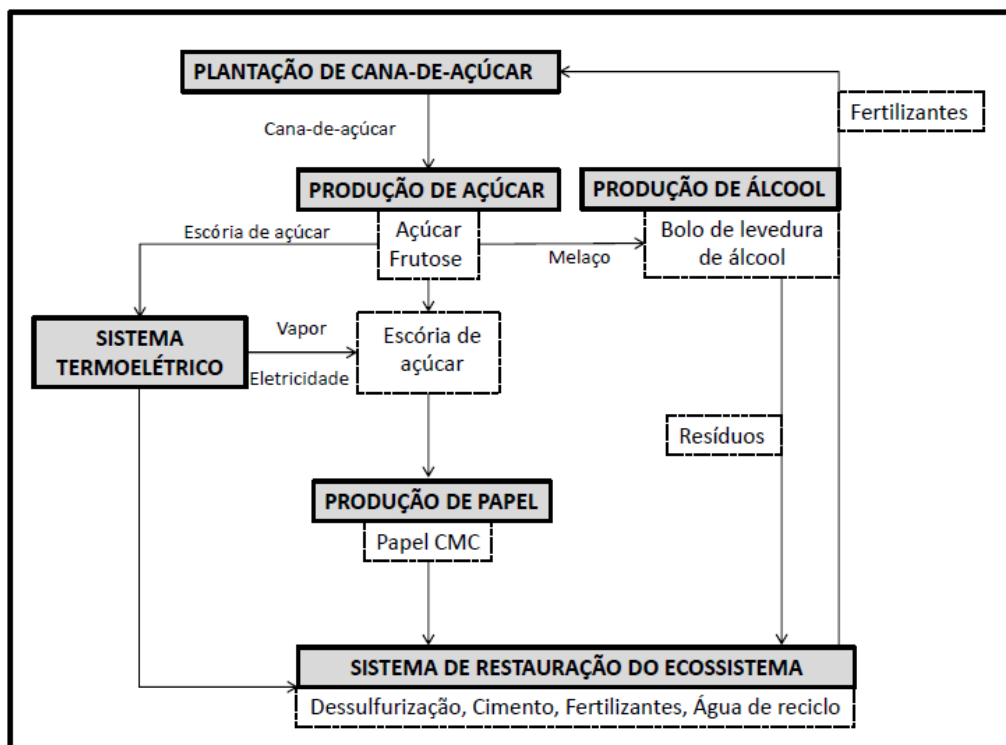 PLANTAÇÃO DE CANA-DE-AÇÚCAR
Fertilizantes
Cana-de-açúcar
PRODUÇÃO DE AÇÚCAR
PRODUÇÃO DE ÁLCOOL
Escória de açúcar
Açúcar
Frutose
Melaço
Bolo de levedura
de álcool
SISTEMA
TERMOELÉTRICO
Vapor
Eletricidade
Escória de
açúcar
Resíduos
PRODUÇÃO DE PAPEL
Papel CMC
SISTEMA DE RESTAURAÇÃO DO ECOSSISTEMA
Dessulfurização, Cimento, Fertilizantes, Água de reciclo